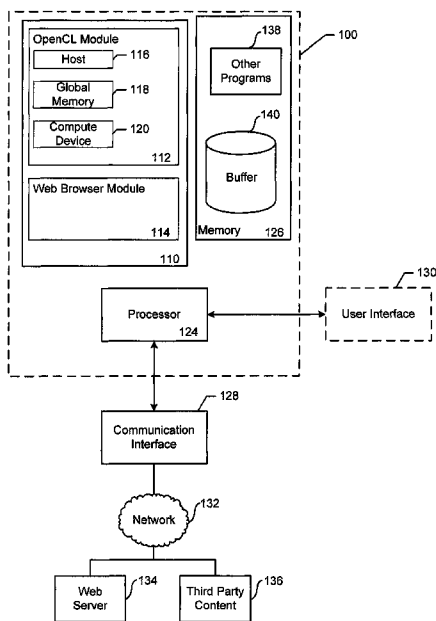 OpenCL Module
Host
116
Global
Memory
118
Compute
Device
120
112
Web Browser Module
114
110
138
Other
Programs
140
Buffer
Memory
126
100
Processor
124
130
User Interface
128
Communication
Interface
Network
132
Web
Server
134
Third Party
Content
136